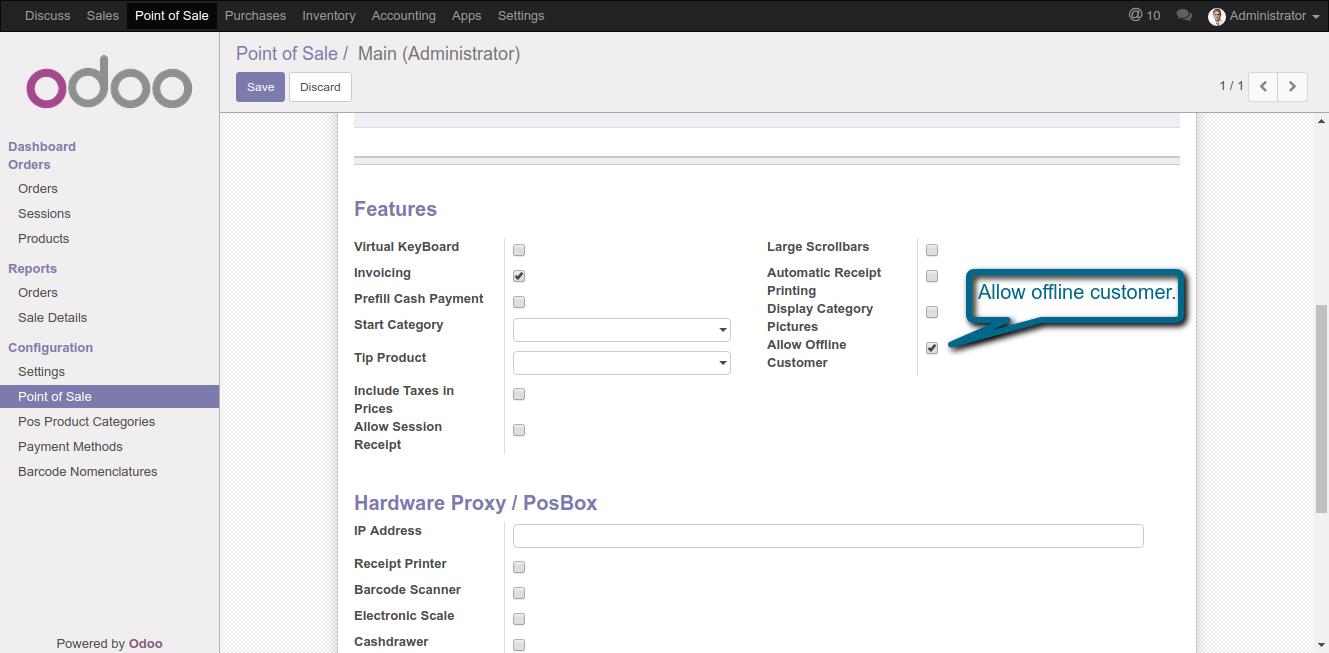 Discuss Sales Point of Sale Purchases Inventory Accounting Apps Settings @ 10 Administrator
odoo
Point of Sale / Main (Administrator)
Save Discard
1 / 1
Dashboard
Orders
Orders
Sessions
Products
Reports
Orders
Sale Details
Configuration
Settings
Point of Sale
Pos Product Categories
Payment Methods
Barcode Nomenclatures
Powered by Odoo
Features
Virtual KeyBoard
Invoicing
Prefill Cash Payment
Start Category
Tip Product
Include Taxes in
Prices
Allow Session
Receipt
Large Scrollbars
Automatic Receipt
Printing
Display Category
Pictures
Allow Offline
Customer
Allow offline customer.
Hardware Proxy / PosBox
IP Address
Receipt Printer
Barcode Scanner
Electronic Scale
Cashdrawer